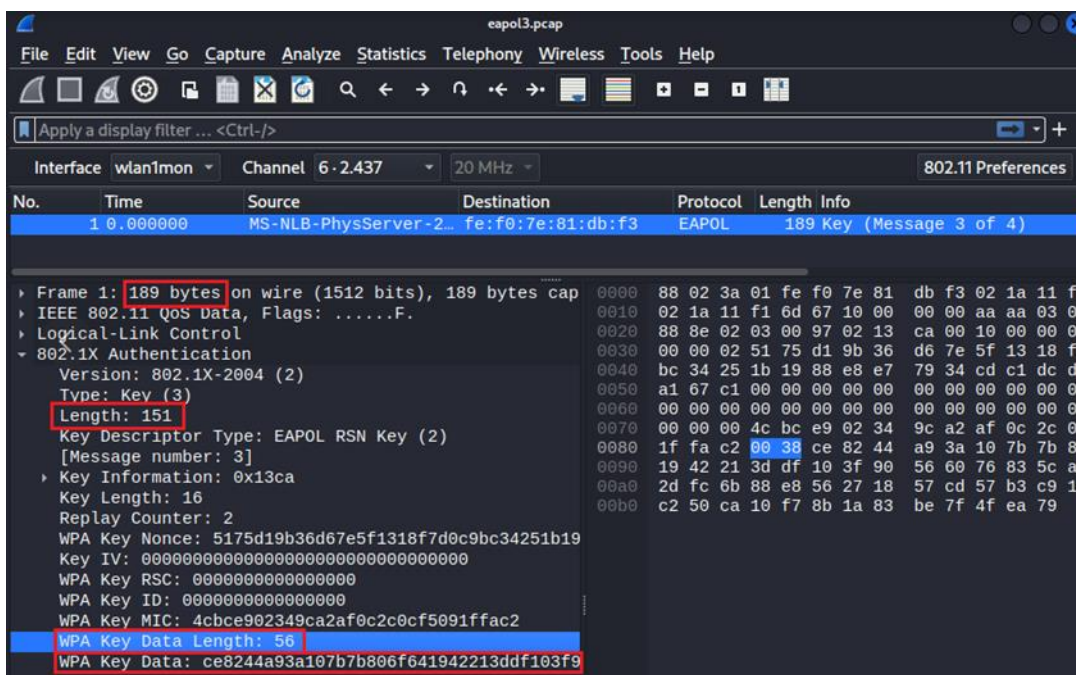 eapol3.pcap
File Edit View Go Capture Analyze Statistics Telephony Wireless Tools Help
Apply a display filter ... <Ctrl-/>
Interface wlan1mon Channel 6 · 2.437 20 MHz 802.11 Preferences
No. Time Source Destination Protocol Length Info
1 0.000000 MS-NLB-PhysServer-2… fe:f0:7e:81:db:f3 EAPOL 189 Key (Message 3 of 4)
Frame 1: 189 bytes on wire (1512 bits), 189 bytes cap
IEEE 802.11 QoS Data, Flags: ......F.
Logical-Link Control
802.1X Authentication
Version: 802.1X-2004 (2)
Type: Key (3)
Length: 151
Key Descriptor Type: EAPOL RSN Key (2)
[Message number: 3]
Key Information: 0x13ca
Key Length: 16
Replay Counter: 2
WPA Key Nonce: 5175d19b36d67e5f1318f7d0c9bc34251b19
Key IV: 00000000000000000000000000000000
WPA Key RSC: 0000000000000000
WPA Key ID: 0000000000000000
WPA Key MIC: 4cbce902349ca2af0c2c0cf5091ffac2
WPA Key Data Length: 56
WPA Key Data: ce8244a93a107b7b806f641942213ddf103f9
0000 88 02 3a 01 fe f0 7e 81 db f3 02 1a 11 f
0010 02 1a 11 f1 6d 67 10 00 00 00 aa aa 03 0
0020 88 8e 02 03 00 97 02 13 ca 00 10 00 00 0
0030 00 00 02 51 75 d1 9b 36 d6 7e 5f 13 18 f
0040 bc 34 25 1b 19 88 e8 e7 79 34 cd c1 dc d
0050 a1 67 c1 00 00 00 00 00 00 00 00 00 00 0
0060 00 00 00 00 00 00 00 00 00 00 00 00 00 0
0070 00 00 00 4c bc e9 02 34 9c a2 af 0c 2c 0
0080 1f fa c2 00 38 ce 82 44 a9 3a 10 7b 7b 8
0090 19 42 21 3d df 10 3f 90 56 60 76 83 5c a
00a0 2d fc 6b 88 e8 56 27 18 57 cd 57 b3 c9 1
00b0 c2 50 ca 10 f7 8b 1a 83 be 7f 4f ea 79